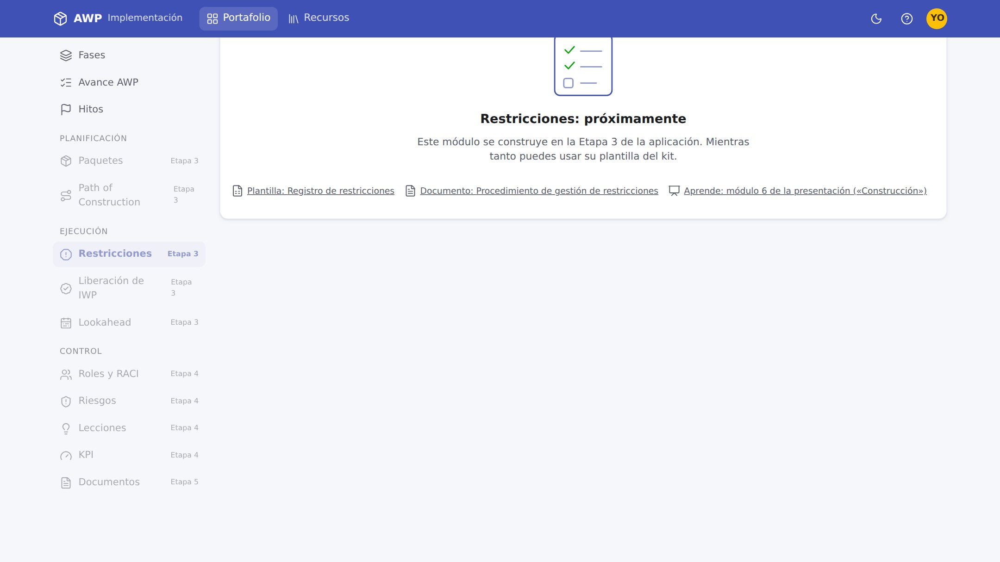 AWP Implementación Portafolio Recursos YO
Fases
Avance AWP
Hitos
PLANIFICACIÓN
Paquetes Etapa 3
Path of
Construction
Etapa
3
EJECUCIÓN
Restricciones Etapa 3
Liberación de
IWP
Etapa
3
Lookahead Etapa 3
CONTROL
Roles y RACI Etapa 4
Riesgos Etapa 4
Lecciones Etapa 4
KPI Etapa 4
Documentos Etapa 5
Restricciones: próximamente
Este módulo se construye en la Etapa 3 de la aplicación. Mientras
tanto puedes usar su plantilla del kit.
Plantilla: Registro de restricciones Documento: Procedimiento de gestión de restricciones Aprende: módulo 6 de la presentación («Construcción»)